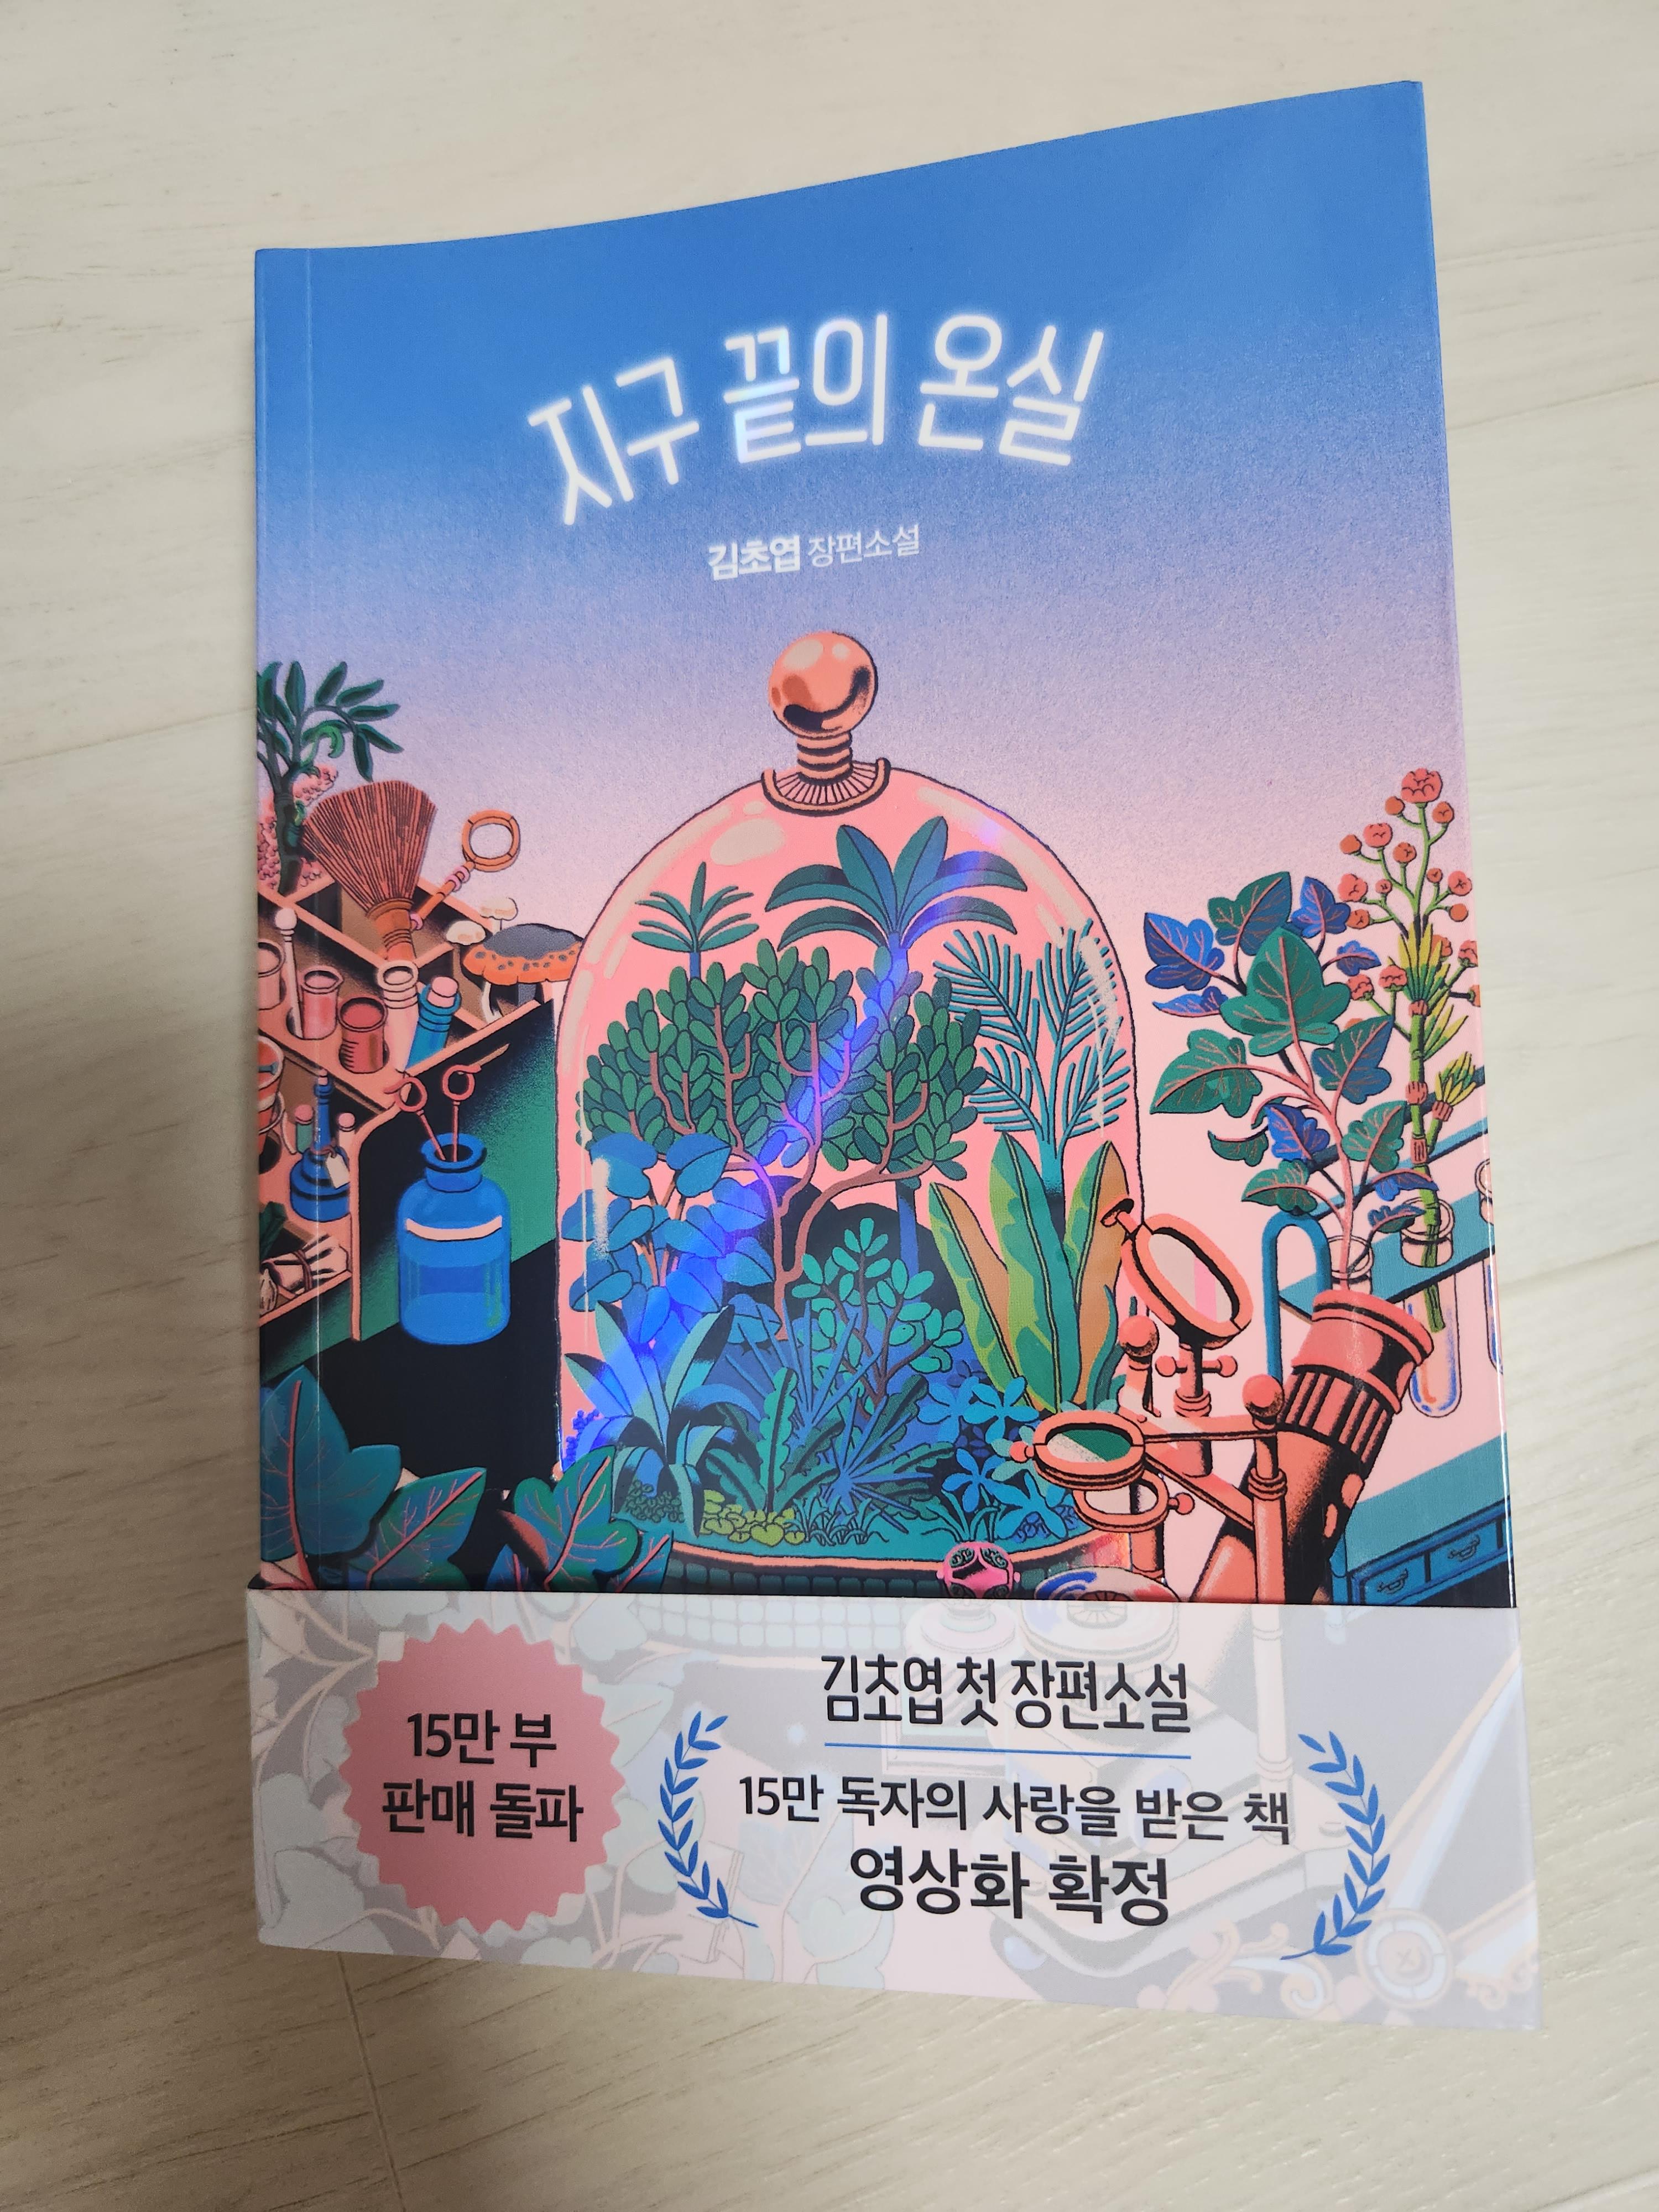 지구 끝의 온실
김초엽 장편소설
15만 부
판매 돌파
김초엽 첫 장편소설
15만 독자의 사랑을 받은 책
영상화 확정